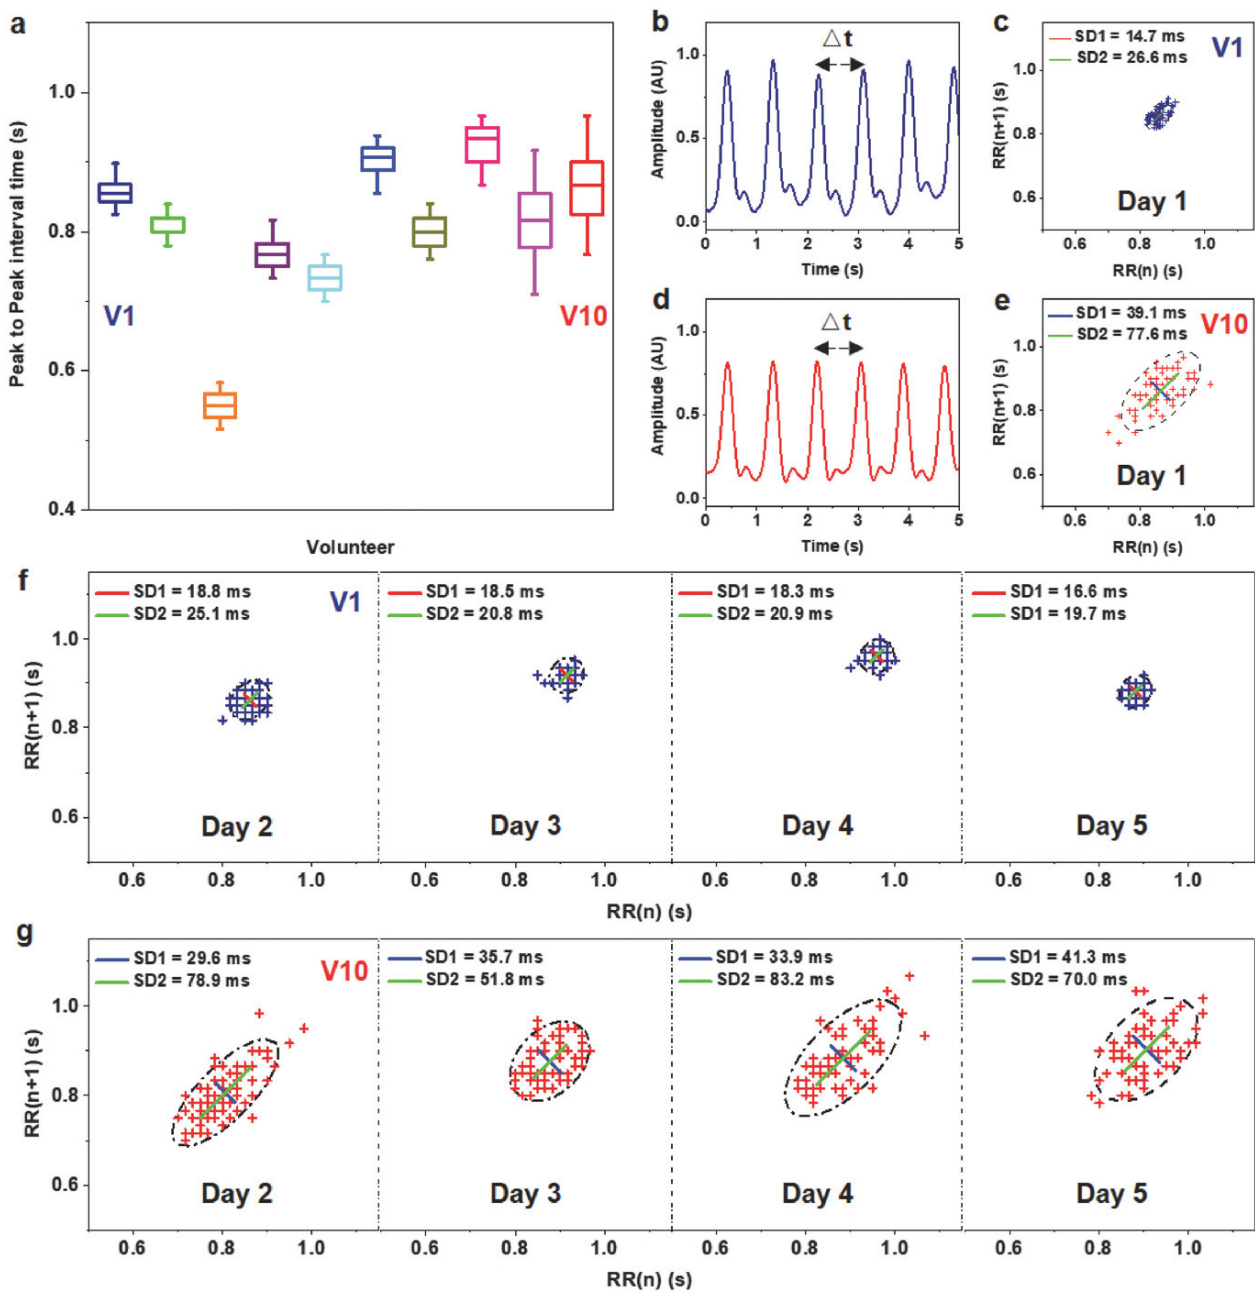 a
Peak to Peak interval time (s)
1.0
0.8
0.6
0.4
V1
V10
Volunteer
b
Δt
Amplitude (AU)
1.0
0.5
0.0
0 1 2 3 4 5
Time (s)
c
SD1 = 14.7 ms
SD2 = 26.6 ms
V1
RR(n+1) (s)
1.0
0.8
0.6
Day 1
0.6 0.8 1.0
RR(n) (s)
d
Δt
Amplitude (AU)
1.0
0.5
0.0
0 1 2 3 4 5
Time (s)
e
SD1 = 39.1 ms
SD2 = 77.6 ms
V10
RR(n+1) (s)
1.0
0.8
0.6
Day 1
0.6 0.8 1.0
RR(n) (s)
f
RR(n+1) (s)
1.0
0.8
0.6
SD1 = 18.8 ms
SD2 = 25.1 ms
V1
Day 2
SD1 = 18.5 ms
SD2 = 20.8 ms
Day 3
SD1 = 18.3 ms
SD2 = 20.9 ms
Day 4
SD1 = 16.6 ms
SD1 = 19.7 ms
Day 5
0.6 0.8 1.0 0.6 0.8 1.0 0.6 0.8 1.0 0.6 0.8 1.0
RR(n) (s)
g
RR(n+1) (s)
1.0
0.8
0.6
SD1 = 29.6 ms
SD2 = 78.9 ms
V10
Day 2
SD1 = 35.7 ms
SD2 = 51.8 ms
Day 3
SD1 = 33.9 ms
SD2 = 83.2 ms
Day 4
SD1 = 41.3 ms
SD2 = 70.0 ms
Day 5
0.6 0.8 1.0 0.6 0.8 1.0 0.6 0.8 1.0 0.6 0.8 1.0
RR(n) (s)